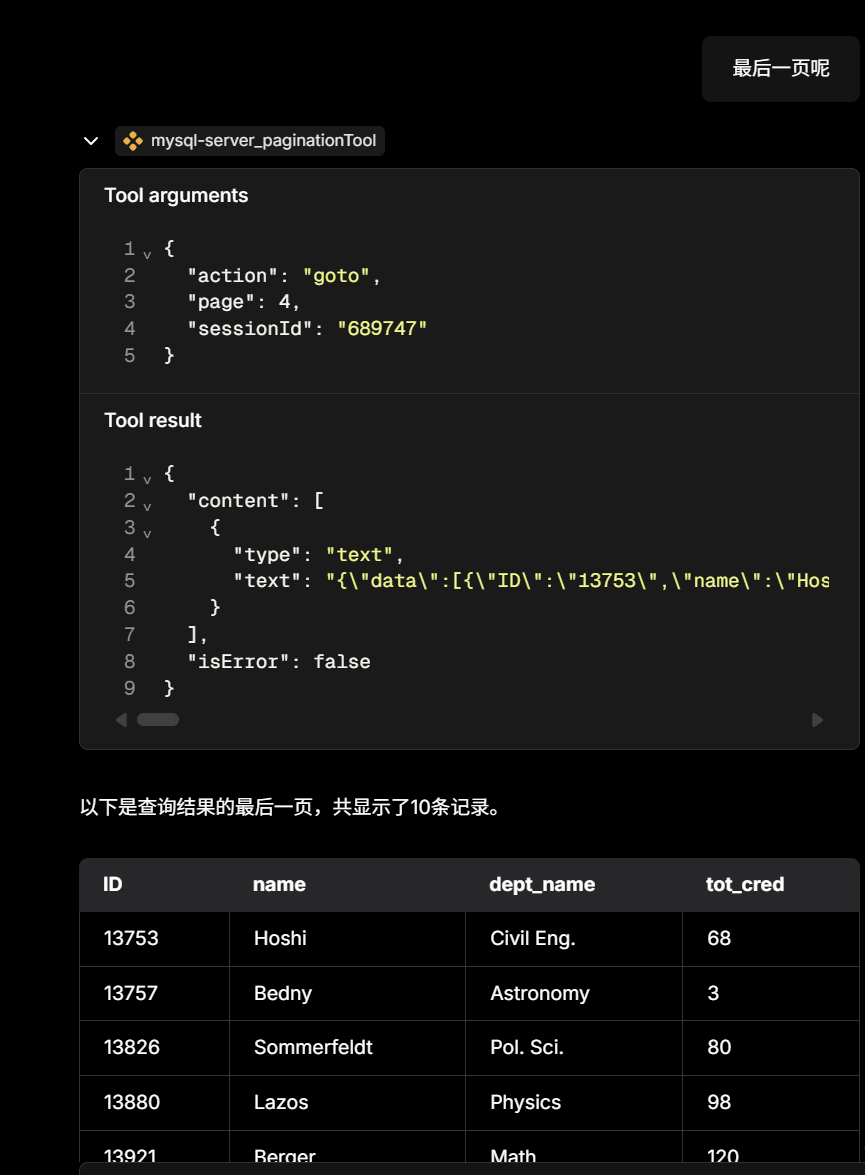 最后一页呢
mysql-server_paginationTool
Tool arguments
1 v {
2 "action": "goto",
3 "page": 4,
4 "sessionId": "689747"
5 }
Tool result
1 v {
2 v "content": [
3 v {
4 "type": "text",
5 "text": "{\"data\":[{\"ID\":\"13753\",\"name\":\"Hos
6 }
7 ],
8 "isError": false
9 }
以下是查询结果的最后一页，共显示了10条记录。
ID name dept_name tot_cred
13753 Hoshi Civil Eng. 68
13757 Bedny Astronomy 3
13826 Sommerfeldt Pol. Sci. 80
13880 Lazos Physics 98
13921 Berger Math 120